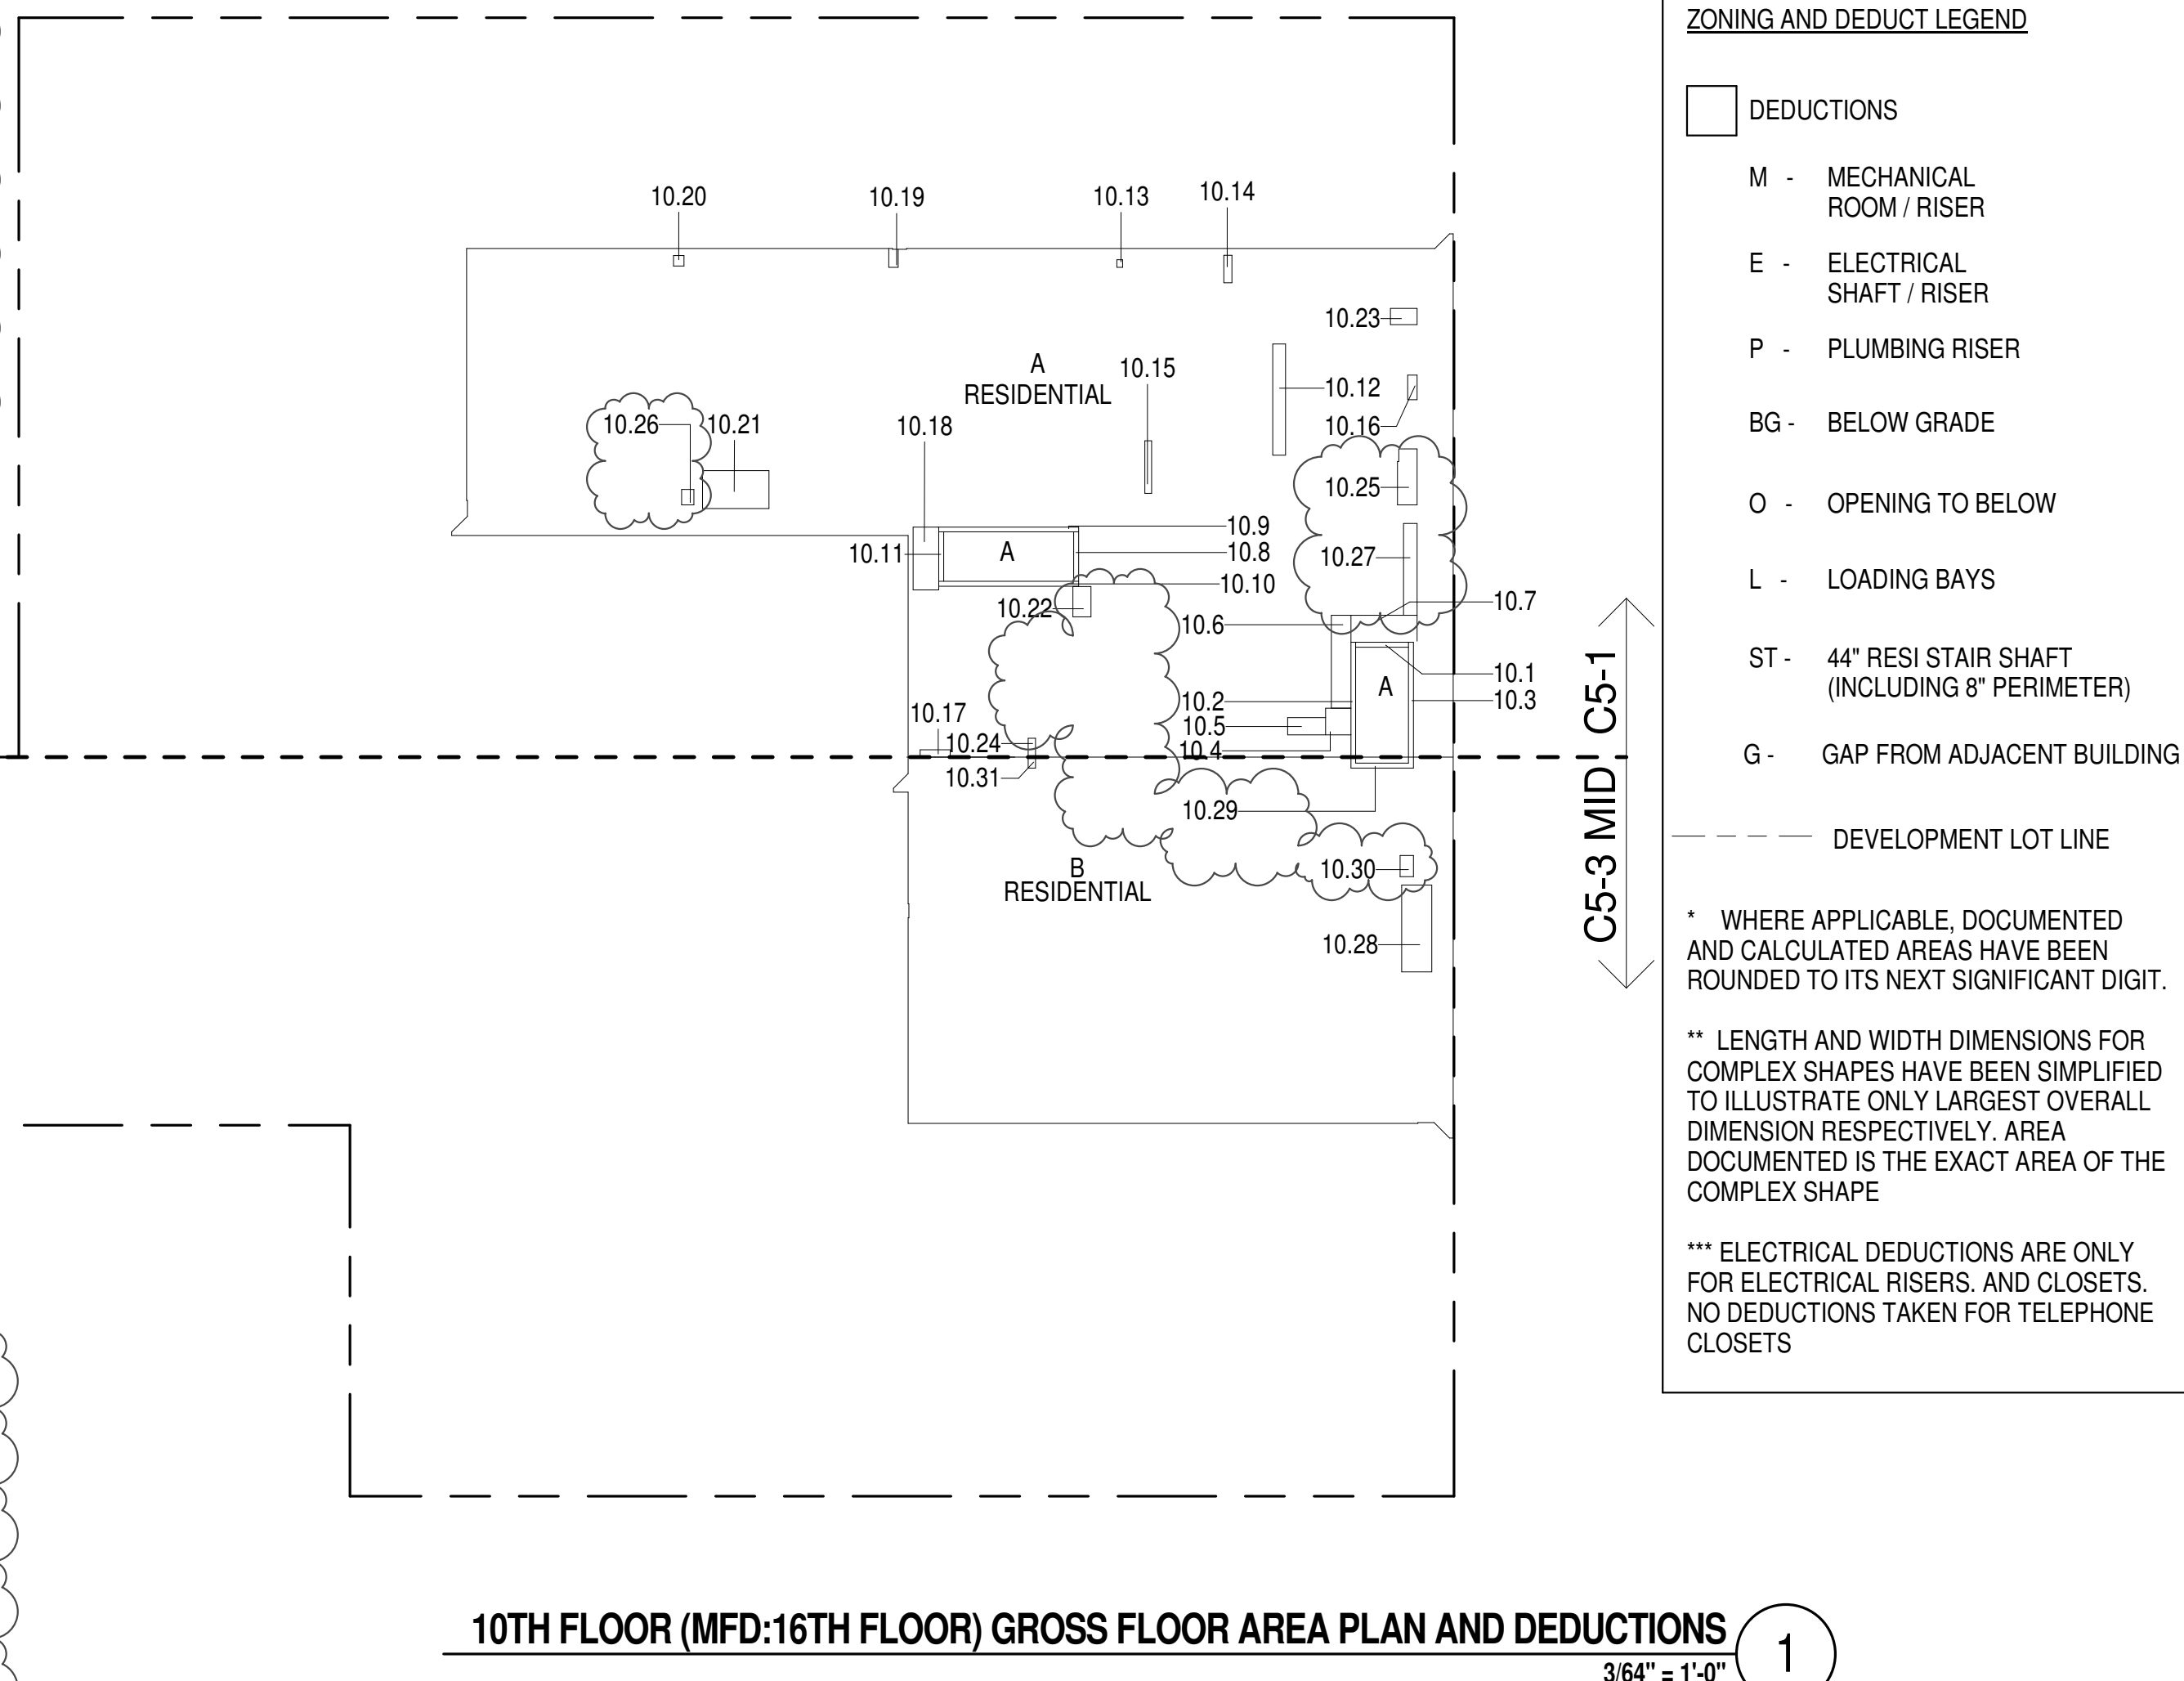 ZONING AND DEDUCT LEGEND
DEDUCTIONS
M - MECHANICAL
ROOM / RISER
E - ELECTRICAL
SHAFT / RISER
P - PLUMBING RISER
BG - BELOW GRADE
O - OPENING TO BELOW
L - LOADING BAYS
ST - 44" RESI STAIR SHAFT
(INCLUDING 8" PERIMETER)
G - GAP FROM ADJACENT BUILDING
DEVELOPMENT LOT LINE
* WHERE APPLICABLE, DOCUMENTED
AND CALCULATED AREAS HAVE BEEN
ROUNDED TO ITS NEXT SIGNIFICANT DIGIT.
** LENGTH AND WIDTH DIMENSIONS FOR
COMPLEX SHAPES HAVE BEEN SIMPLIFIED
TO ILLUSTRATE ONLY LARGEST OVERALL
DIMENSION RESPECTIVELY. AREA
DOCUMENTED IS THE EXACT AREA OF THE
COMPLEX SHAPE
*** ELECTRICAL DEDUCTIONS ARE ONLY
FOR ELECTRICAL RISERS. AND CLOSETS.
NO DEDUCTIONS TAKEN FOR TELEPHONE
CLOSETS
10.20
10.19
10.13
10.14
10.23
A
RESIDENTIAL
10.15
10.12
10.16
10.26
10.21
10.18
10.25
10.9
10.11
A
10.8
10.27
10.10
10.22
10.7
10.6
10.1
A
10.2
10.3
10.17
10.5
10.24
10.4
10.31
10.29
B
RESIDENTIAL
10.30
10.28
C5-1
C5-3 MID
10TH FLOOR (MFD:16TH FLOOR) GROSS FLOOR AREA PLAN AND DEDUCTIONS
1
3/64" = 1'-0"